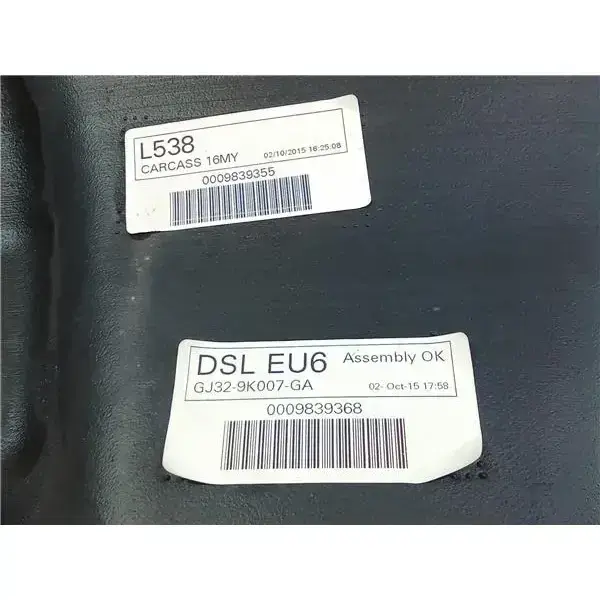 L538
CARCASS 16MY 02/10/2015 16:25:08
0009839355
DSL EU6 Assembly OK
GJ32-9K007-GA 02-Oct-15 17:58
0009839368